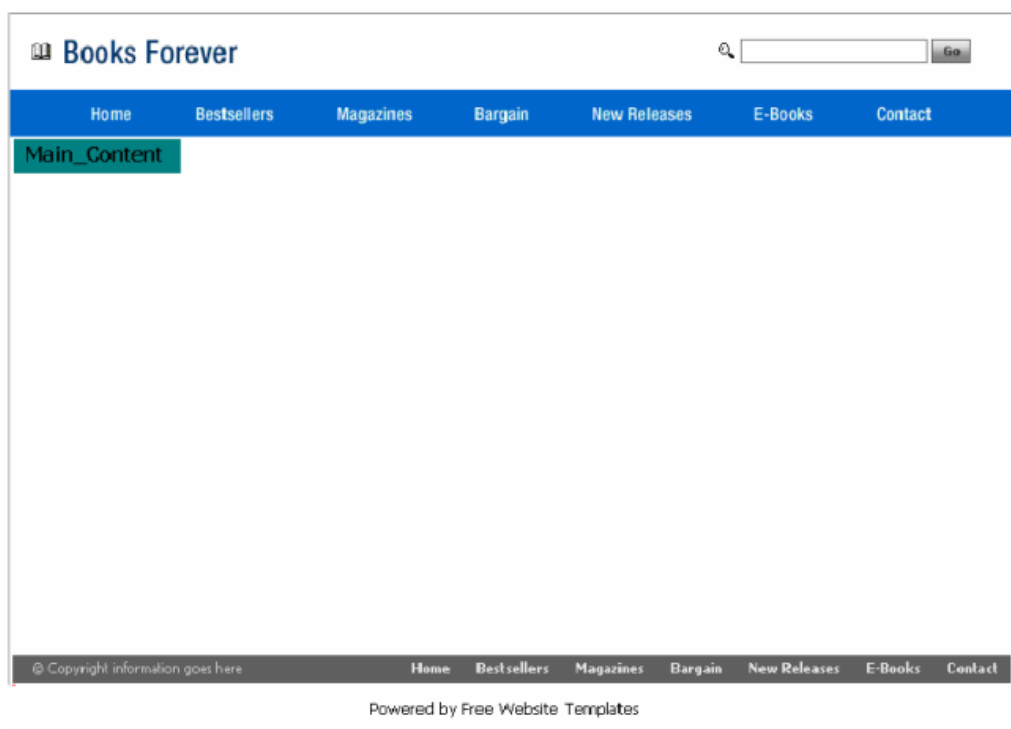 Books Forever
Go
Home Bestsellers Magazines Bargain New Releases E-Books Contact
Main_Content
© Copyright information goes here Home Bestsellers Magazines Bargain New Releases E-Books Contact
Powered by Free Website Templates